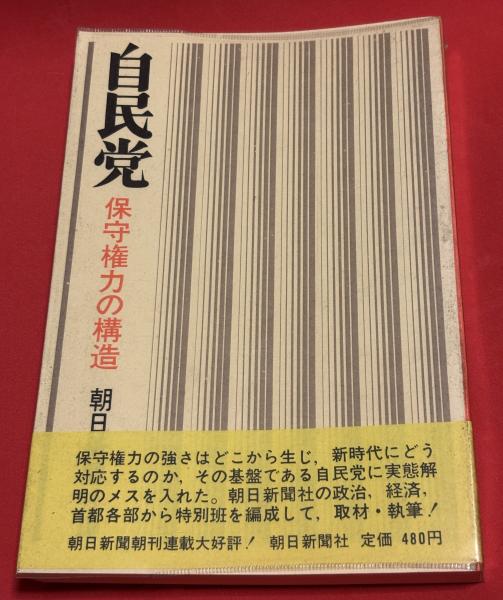 自民党
保守権力の構造
朝日
保守権力の強さはどこから生じ，新時代にどう
対応するのか，その基盤である自民党に実態解
明のメスを入れた。朝日新聞社の政治，経済，
首都各部から特別班を編成して，取材・執筆！
朝日新聞朝刊連載大好評！ 朝日新聞社 定価 480円